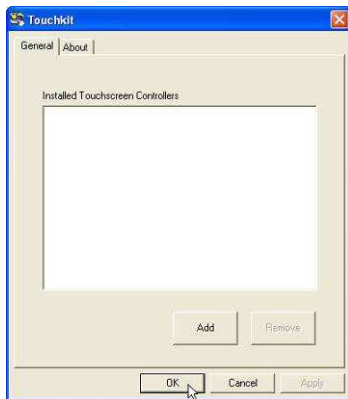 Touchkit
General About
Installed Touchscreen Controllers
Add Remove
OK Cancel Apply